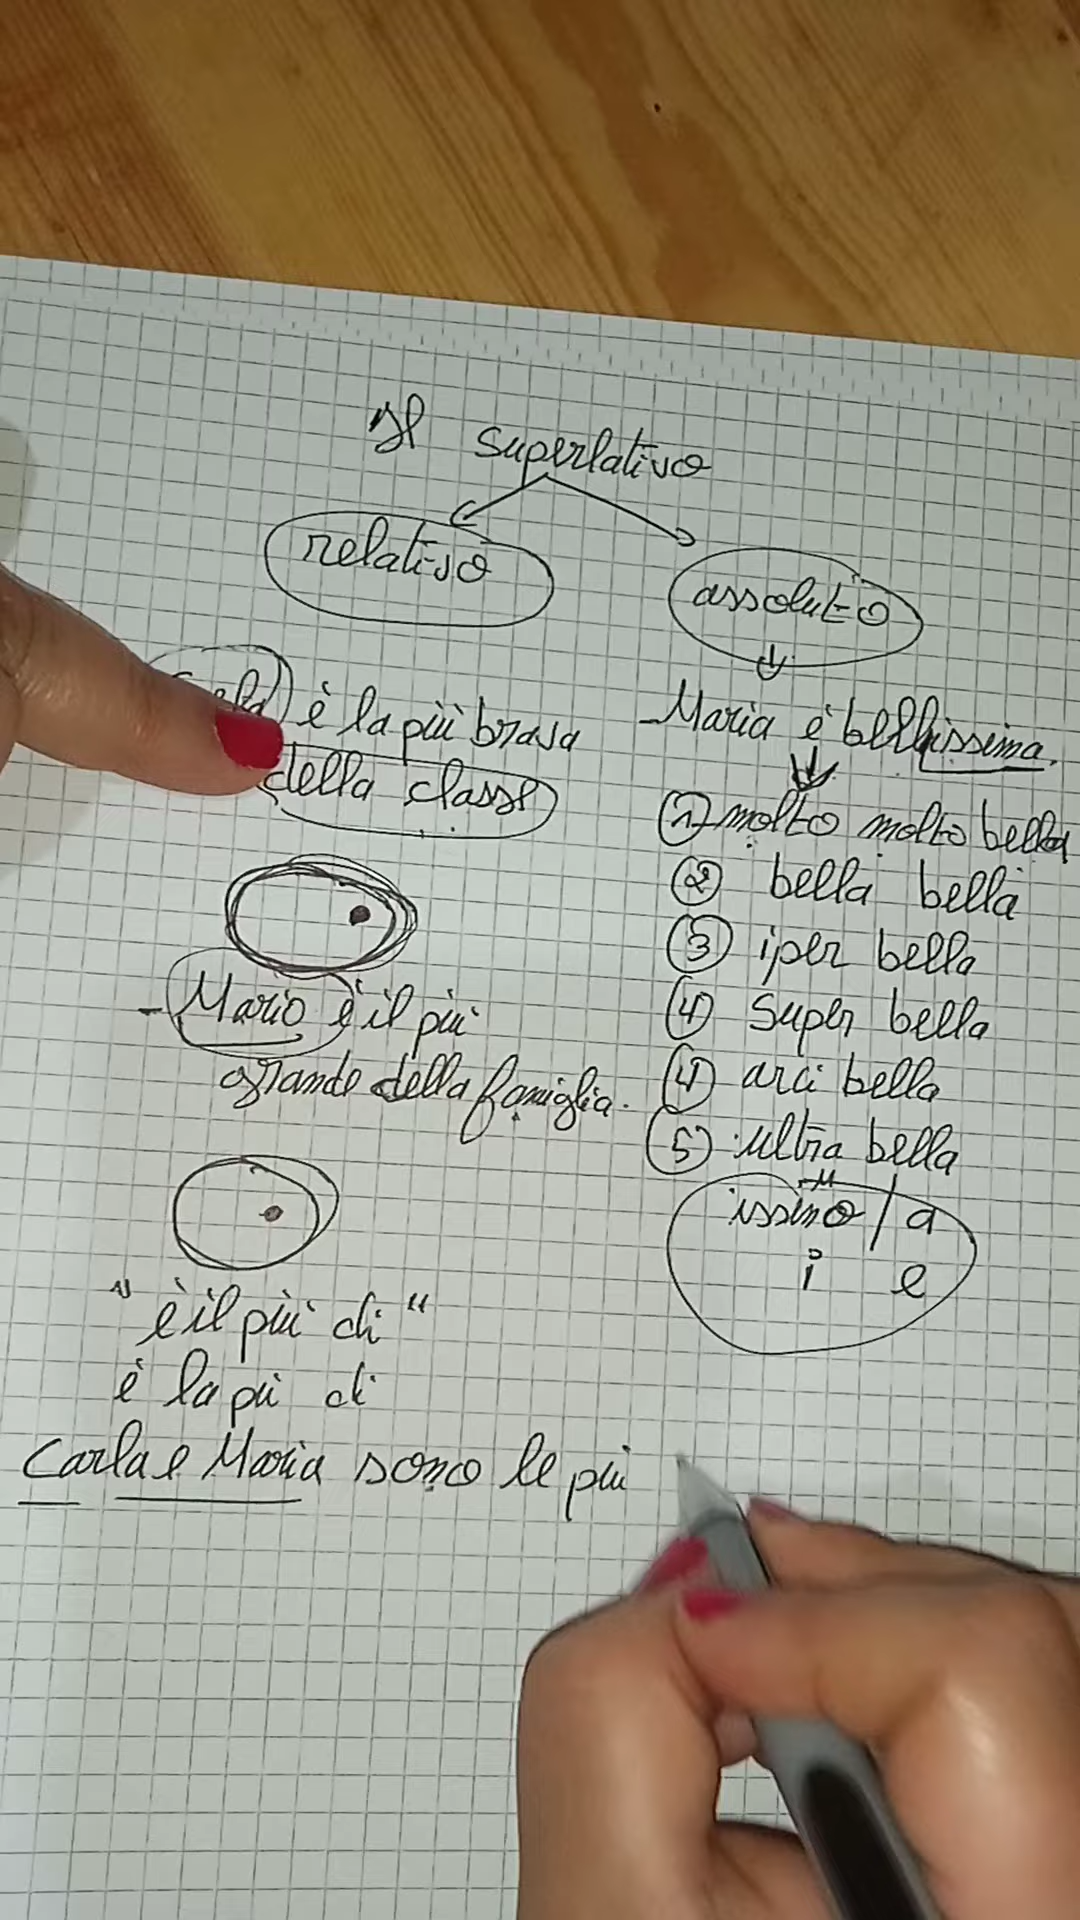 Il superlativo
relativo
assoluto
è la più brava
della classe
- Mario è il più
grande della famiglia.
"è il più di"
è la pi di
Carla e Maria sono le più
- Maria è bellissima.
① molto molto bella
② bella bella
③ iper bella
④ super bella
④ arci bella
⑤ ultra bella
issimo / a
i e